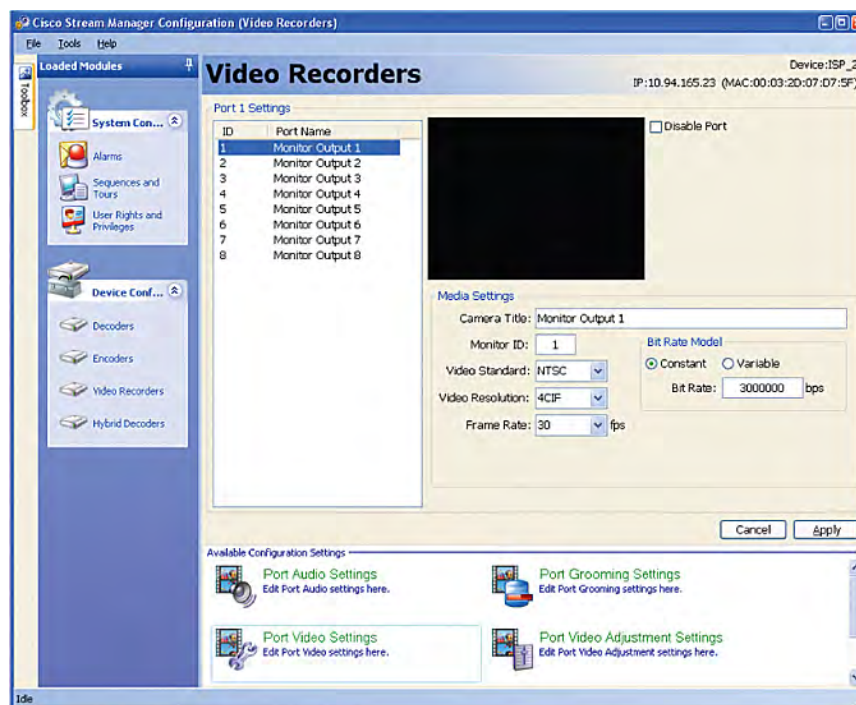 Cisco Stream Manager Configuration (Video Recorders)
File Tools Help
Toolbox
Loaded Modules
System Con...
Alarms
Sequences and
Tours
User Rights and
Privileges
Device Conf...
Decoders
Encoders
Video Recorders
Hybrid Decoders
Video Recorders
Device:ISP_2
IP:10.94.165.23 (MAC:00:03:2D:07:D7:5F)
Port 1 Settings
ID Port Name
1 Monitor Output 1
2 Monitor Output 2
3 Monitor Output 3
4 Monitor Output 4
5 Monitor Output 5
6 Monitor Output 6
7 Monitor Output 7
8 Monitor Output 8
Disable Port
Media Settings
Camera Title: Monitor Output 1
Monitor ID: 1
Video Standard: NTSC
Video Resolution: 4CIF
Frame Rate: 30 fps
Bit Rate Model
Constant Variable
Bit Rate: 3000000 bps
Cancel Apply
Available Configuration Settings
Port Audio Settings
Edit Port Audio settings here.
Port Grooming Settings
Edit Port Grooming settings here.
Port Video Settings
Edit Port Video settings here.
Port Video Adjustment Settings
Edit Port Video Adjustment settings here.
Idle